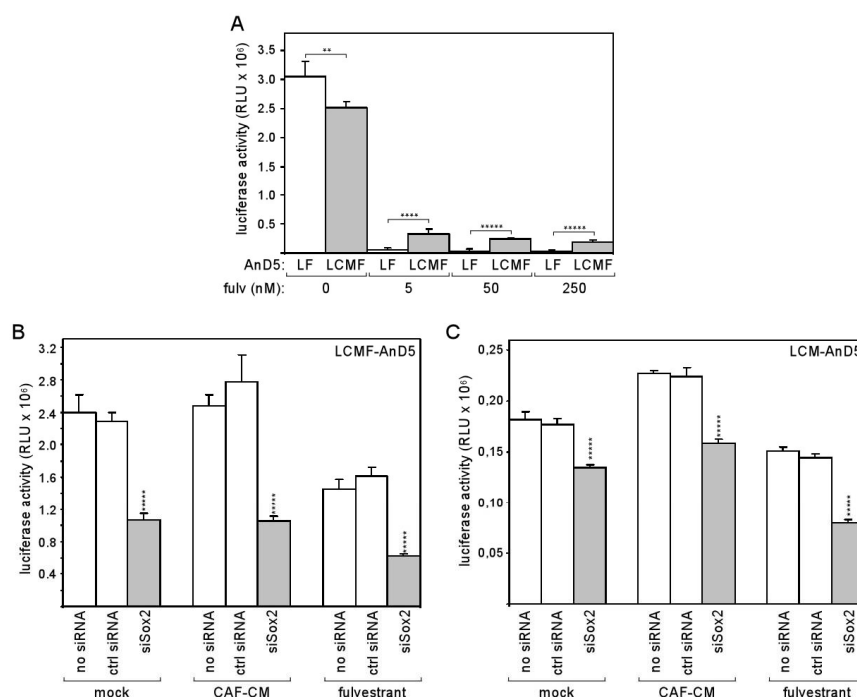 A
luciferase activity (RLU x 10⁶)
3.5
3.0
2.5
2.0
1.5
1.0
0.5
**
****
*****
*****
AnD5: LF LCMF LF LCMF LF LCMF LF LCMF
fulv (nM): 0 5 50 250
B
LCMF-AnD5
luciferase activity (RLU x 10⁶)
3.2
2.8
2.4
2.0
1.6
1.2
0.8
0.4
*****
*****
*****
no siRNA ctrl siRNA siSox2 no siRNA ctrl siRNA siSox2 no siRNA ctrl siRNA siSox2
mock CAF-CM fulvestrant
C
LCM-AnD5
luciferase activity (RLU x 10⁶)
0,25
0,20
0,15
0,10
0,05
*****
*****
*****
no siRNA ctrl siRNA siSox2 no siRNA ctrl siRNA siSox2 no siRNA ctrl siRNA siSox2
mock CAF-CM fulvestrant